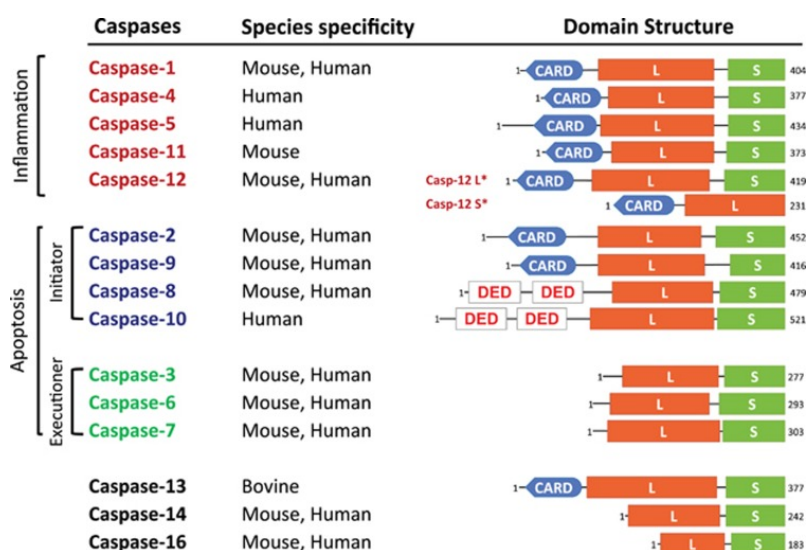 Caspases Species specificity Domain Structure
Inflammation
Caspase-1 Mouse, Human 1 CARD L S 404
Caspase-4 Human 1 CARD L S 377
Caspase-5 Human 1 CARD L S 434
Caspase-11 Mouse 1 CARD L S 373
Caspase-12 Mouse, Human Casp-12 L* 1 CARD L S 419
Casp-12 S* 1 CARD L 231
Apoptosis
Initiator
Caspase-2 Mouse, Human 1 CARD L S 452
Caspase-9 Mouse, Human 1 CARD L S 416
Caspase-8 Mouse, Human 1 DED DED L S 479
Caspase-10 Human 1 DED DED L S 521
Executioner
Caspase-3 Mouse, Human 1 L S 277
Caspase-6 Mouse, Human 1 L S 293
Caspase-7 Mouse, Human 1 L S 303
Caspase-13 Bovine 1 CARD L S 377
Caspase-14 Mouse, Human 1 L S 242
Caspase-16 Mouse, Human 1 L S 183